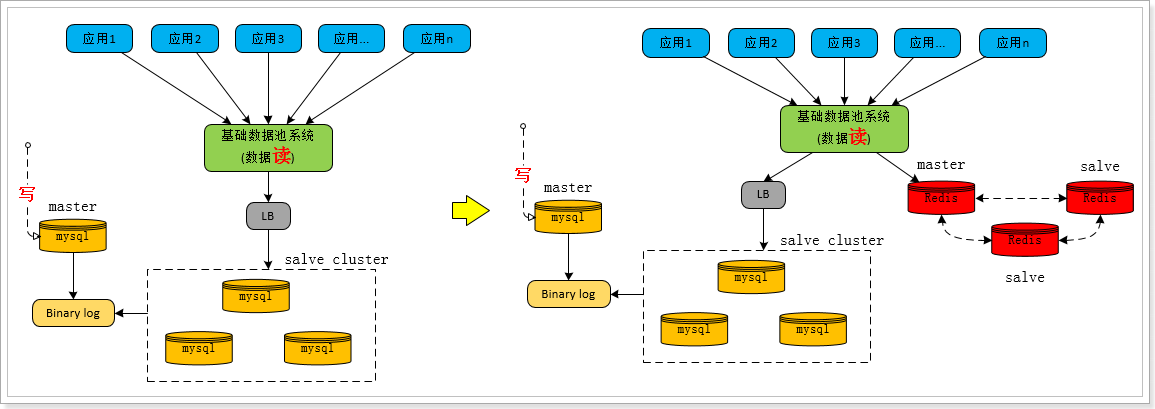 应用1
应用2
应用3
应用...
应用n
基础数据池系统
(数据读)
写
master
mysql
LB
salve cluster
Binary log
mysql
mysql
mysql
应用1
应用2
应用3
应用...
应用n
基础数据池系统
(数据读)
写
master
mysql
LB
salve cluster
Binary log
mysql
mysql
mysql
master
Redis
salve
Redis
Redis
salve